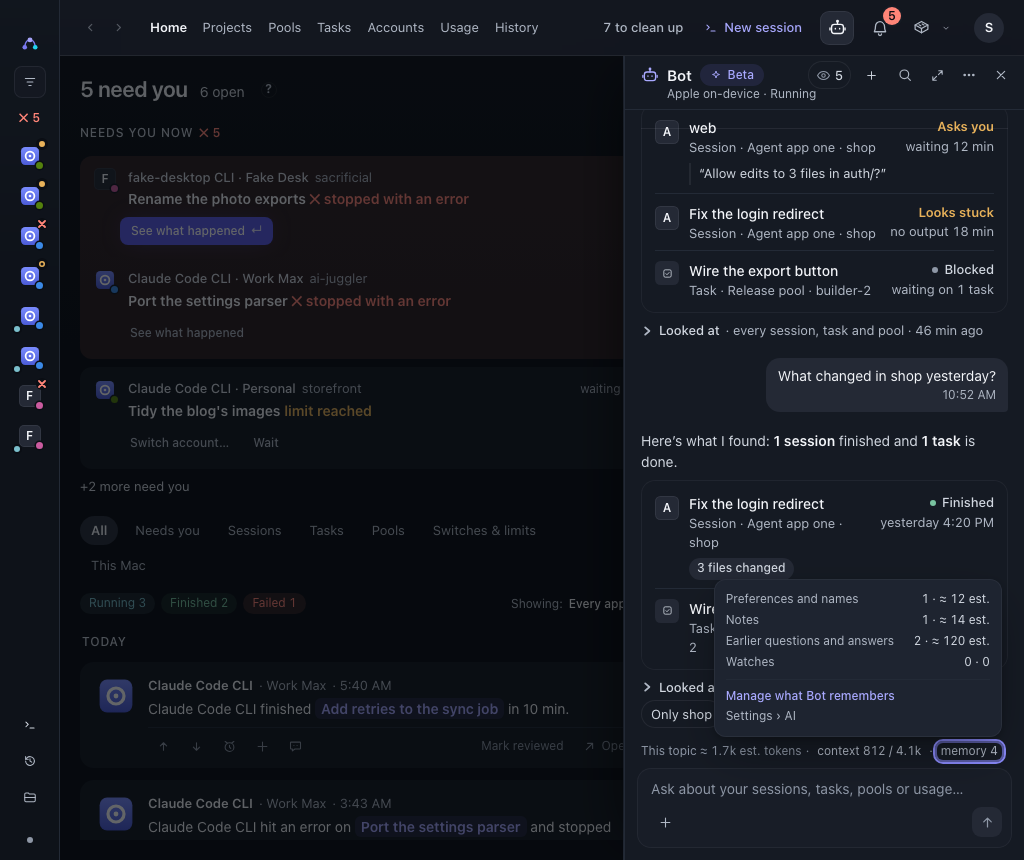 Home Projects Pools Tasks Accounts Usage History
7 to clean up
New session
5
S
5
5 need you 6 open ?
NEEDS YOU NOW 5
F
fake-desktop CLI · Fake Desk sacrificial
Rename the photo exports stopped with an error
See what happened
Claude Code CLI · Work Max ai-juggler
Port the settings parser stopped with an error
See what happened
Claude Code CLI · Personal storefront waiting
Tidy the blog's images limit reached
Switch account… Wait
+2 more need you
All Needs you Sessions Tasks Pools Switches & limits
This Mac
Running 3 Finished 2 Failed 1
Showing: Every app
TODAY
Claude Code CLI · Work Max · 5:40 AM
Claude Code CLI finished Add retries to the sync job in 10 min.
Mark reviewed Ope
Claude Code CLI · Work Max · 3:43 AM
Claude Code CLI hit an error on Port the settings parser and stopped
F
F
Bot Beta 5
Apple on-device · Running
A
web Asks you
Session · Agent app one · shop waiting 12 min
“Allow edits to 3 files in auth/?”
A
Fix the login redirect Looks stuck
Session · Agent app one · shop no output 18 min
Wire the export button Blocked
Task · Release pool · builder-2 waiting on 1 task
Looked at · every session, task and pool · 46 min ago
What changed in shop yesterday?
10:52 AM
Here’s what I found: 1 session finished and 1 task is
done.
A
Fix the login redirect Finished
Session · Agent app one · yesterday 4:20 PM
shop
3 files changed
Wire
Task
2
Preferences and names 1 · ≈ 12 est.
Notes 1 · ≈ 14 est.
Earlier questions and answers 2 · ≈ 120 est.
Watches 0 · 0
Manage what Bot remembers
Settings › AI
Looked a
Only shop
This topic ≈ 1.7k est. tokens · context 812 / 4.1k · memory 4
Ask about your sessions, tasks, pools or usage…